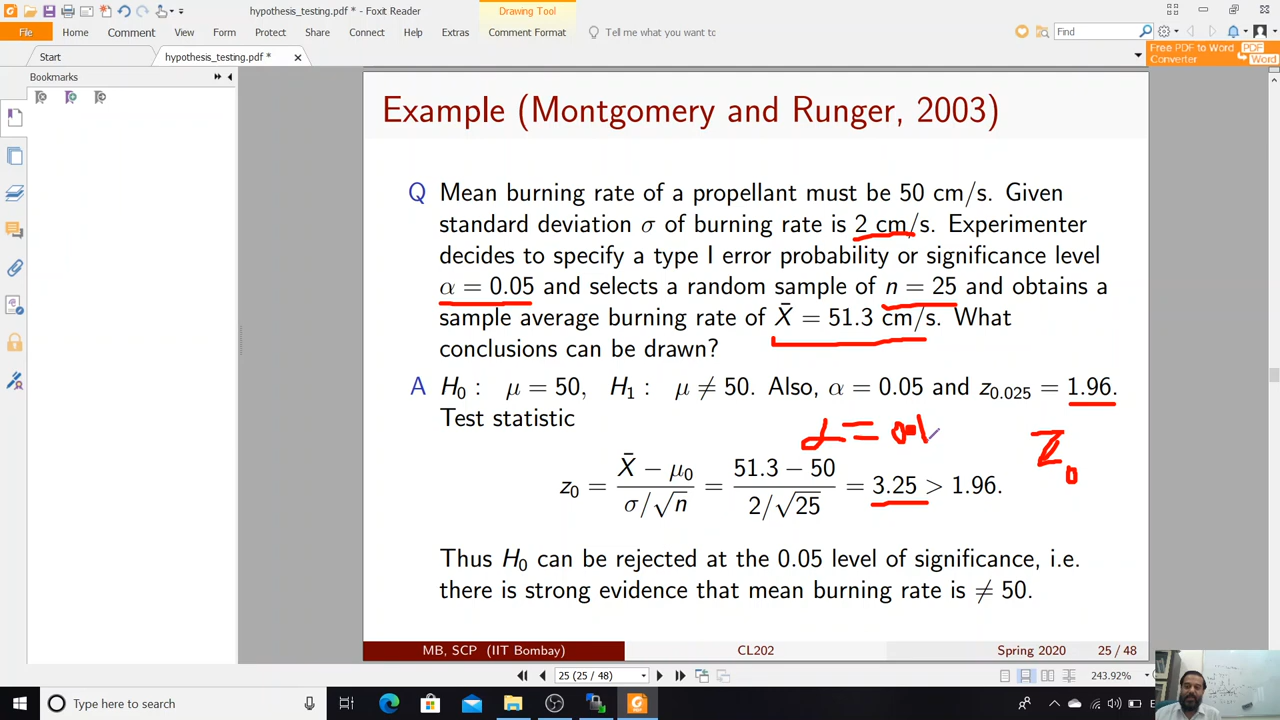 hypothesis_testing.pdf * - Foxit Reader
Drawing Tool
File Home Comment View Form Protect Share Connect Help Extras Comment Format Tell me what you want to Find
Start
hypothesis_testing.pdf *
Free PDF to Word Converter PDF Word
Bookmarks
Example (Montgomery and Runger, 2003)
Q Mean burning rate of a propellant must be 50 cm/s. Given
standard deviation σ of burning rate is 2 cm/s. Experimenter
decides to specify a type I error probability or significance level
α = 0.05 and selects a random sample of n = 25 and obtains a
sample average burning rate of X̄ = 51.3 cm/s. What
conclusions can be drawn?
A H₀ : μ = 50, H₁ : μ ≠ 50. Also, α = 0.05 and z₀.₀₂₅ = 1.96.
Test statistic
α =
Z₀
z₀ = (X̄ − μ₀)/(σ/√n) = (51.3 − 50)/(2/√25) = 3.25 > 1.96.
Thus H₀ can be rejected at the 0.05 level of significance, i.e.
there is strong evidence that mean burning rate is ≠ 50.
MB, SCP (IIT Bombay) CL202 Spring 2020 25 / 48
25 (25 / 48)
243.92%
Type here to search